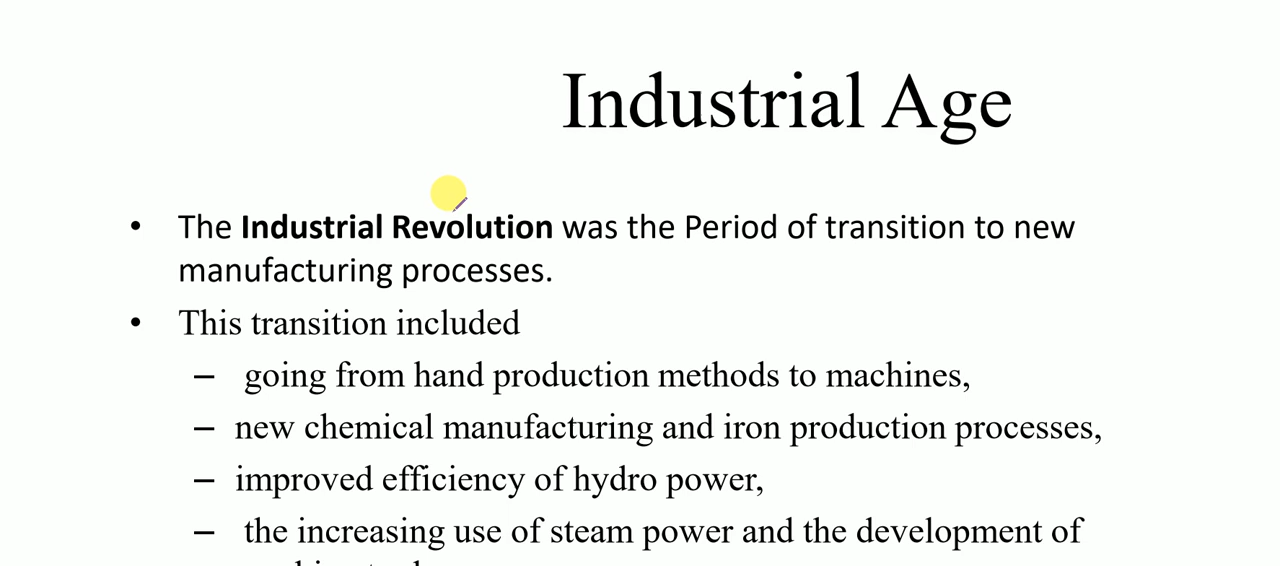 Industrial Age
• The Industrial Revolution was the Period of transition to new
manufacturing processes.
• This transition included
– going from hand production methods to machines,
– new chemical manufacturing and iron production processes,
– improved efficiency of hydro power,
– the increasing use of steam power and the development of